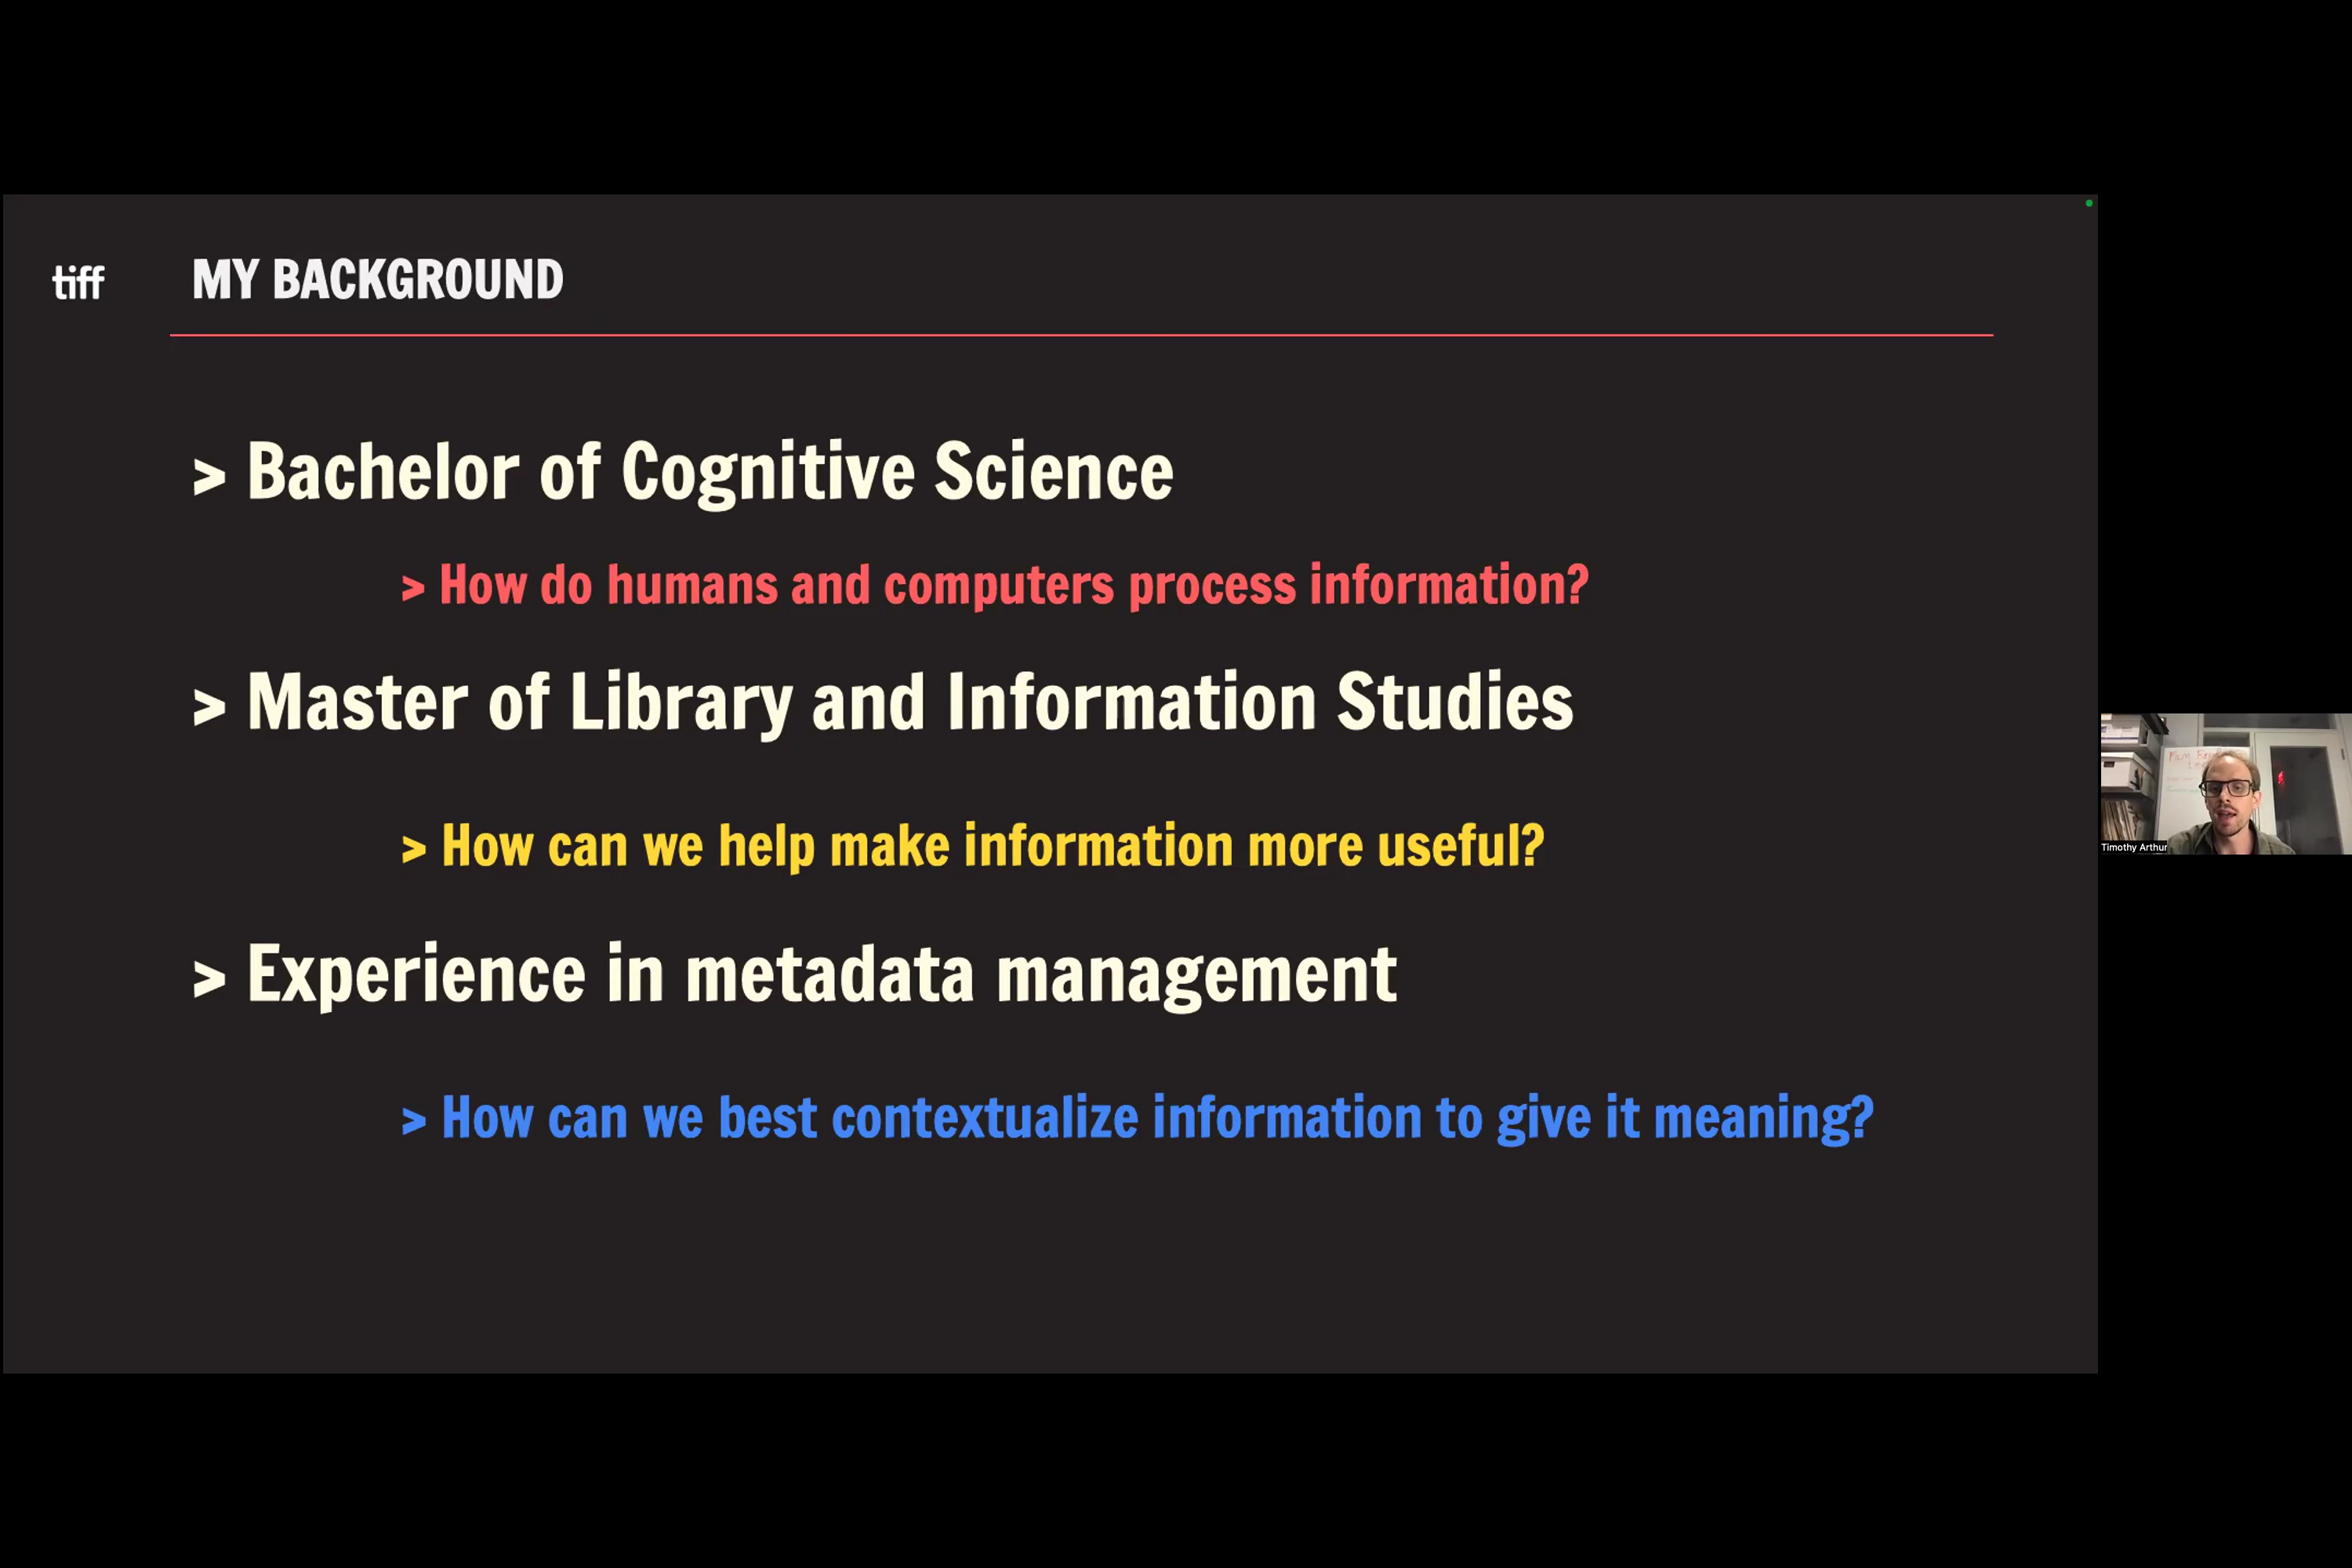 tiff
MY BACKGROUND
> Bachelor of Cognitive Science
> How do humans and computers process information?
> Master of Library and Information Studies
> How can we help make information more useful?
> Experience in metadata management
> How can we best contextualize information to give it meaning?
Timothy Arthur